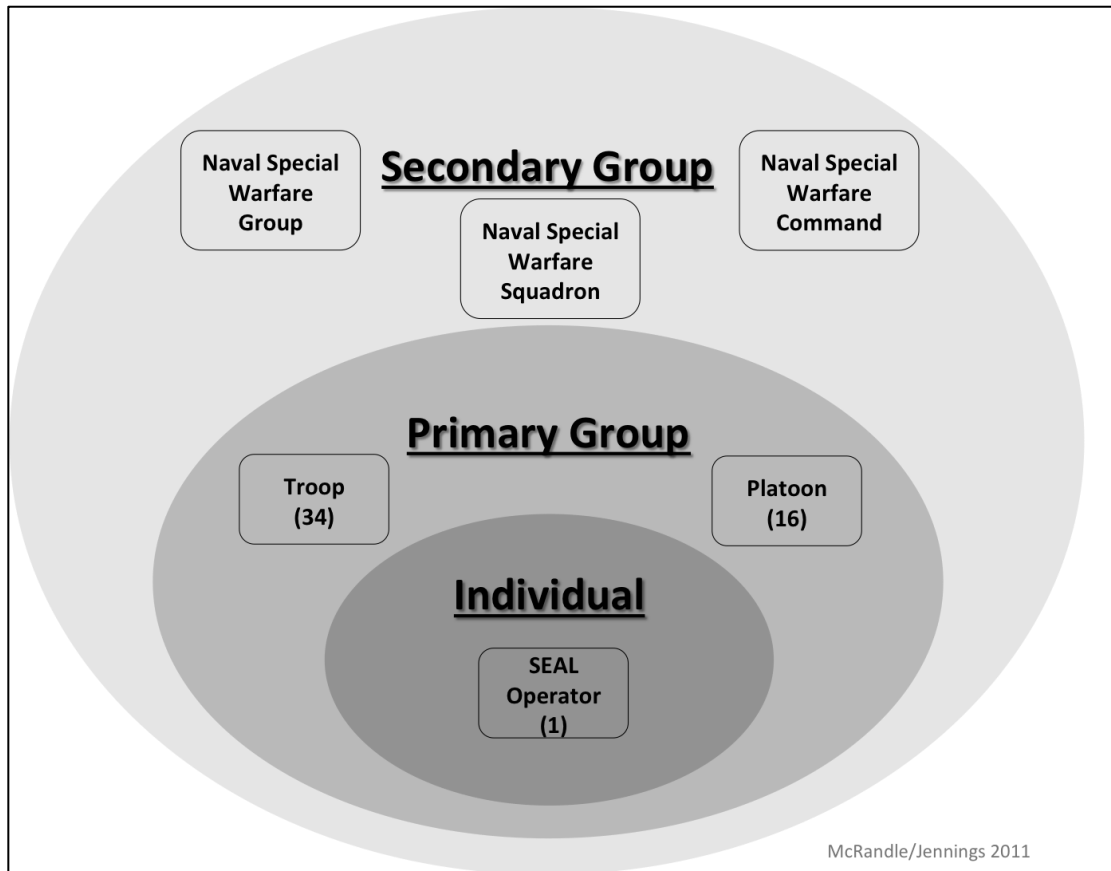 Secondary Group
Naval Special
Warfare
Group
Naval Special
Warfare
Squadron
Naval Special
Warfare
Command
Primary Group
Troop
(34)
Platoon
(16)
Individual
SEAL
Operator
(1)
McRandle/Jennings 2011